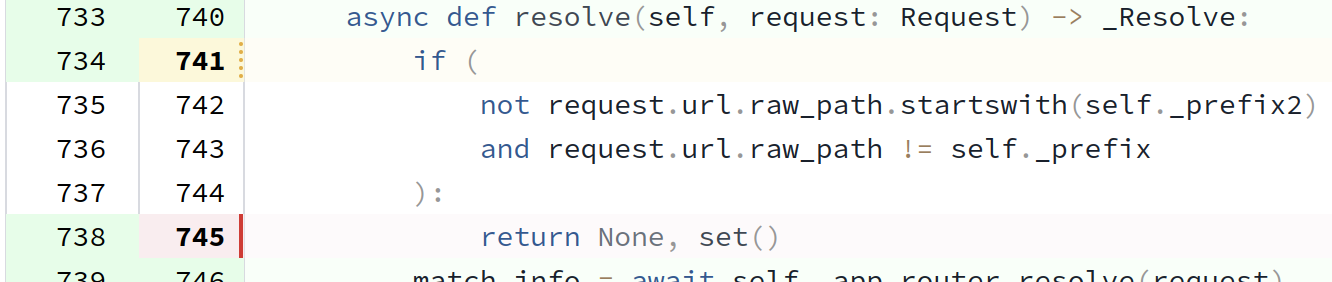 733 740 async def resolve(self, request: Request) -> _Resolve:
734 741 if (
735 742 not request.url.raw_path.startswith(self._prefix2)
736 743 and request.url.raw_path != self._prefix
737 744 ):
738 745 return None, set()
739 746 match_info = await self._app.router.resolve(request)